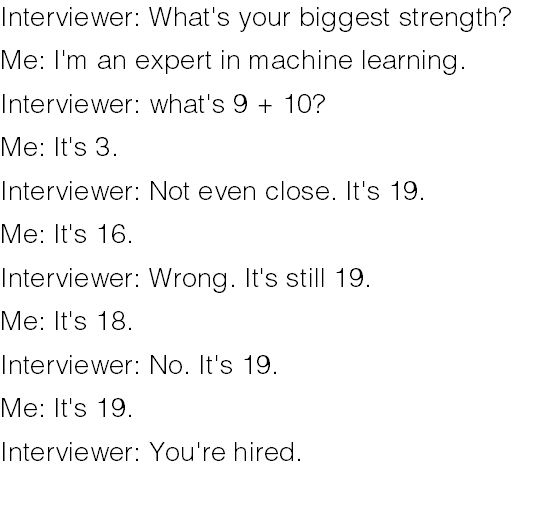 Interviewer: What's your biggest strength?
Me: I'm an expert in machine learning.
Interviewer: what's 9 + 10?
Me: It's 3.
Interviewer: Not even close. It's 19.
Me: It's 16.
Interviewer: Wrong. It's still 19.
Me: It's 18.
Interviewer: No. It's 19.
Me: It's 19.
Interviewer: You're hired.